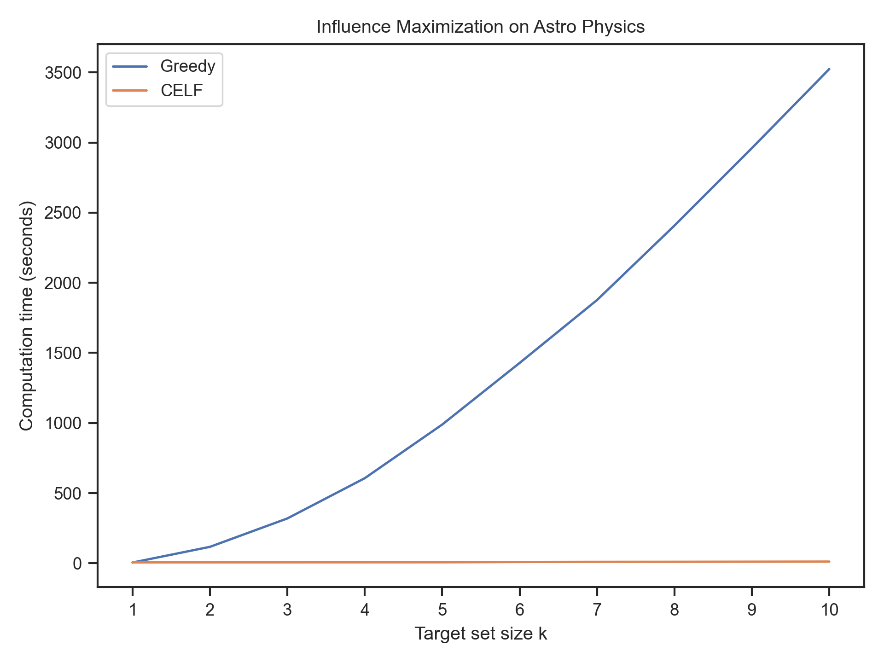 Influence Maximization on Astro Physics
Greedy
CELF
Computation time (seconds)
3500
3000
2500
2000
1500
1000
500
0
1 2 3 4 5 6 7 8 9 10
Target set size k